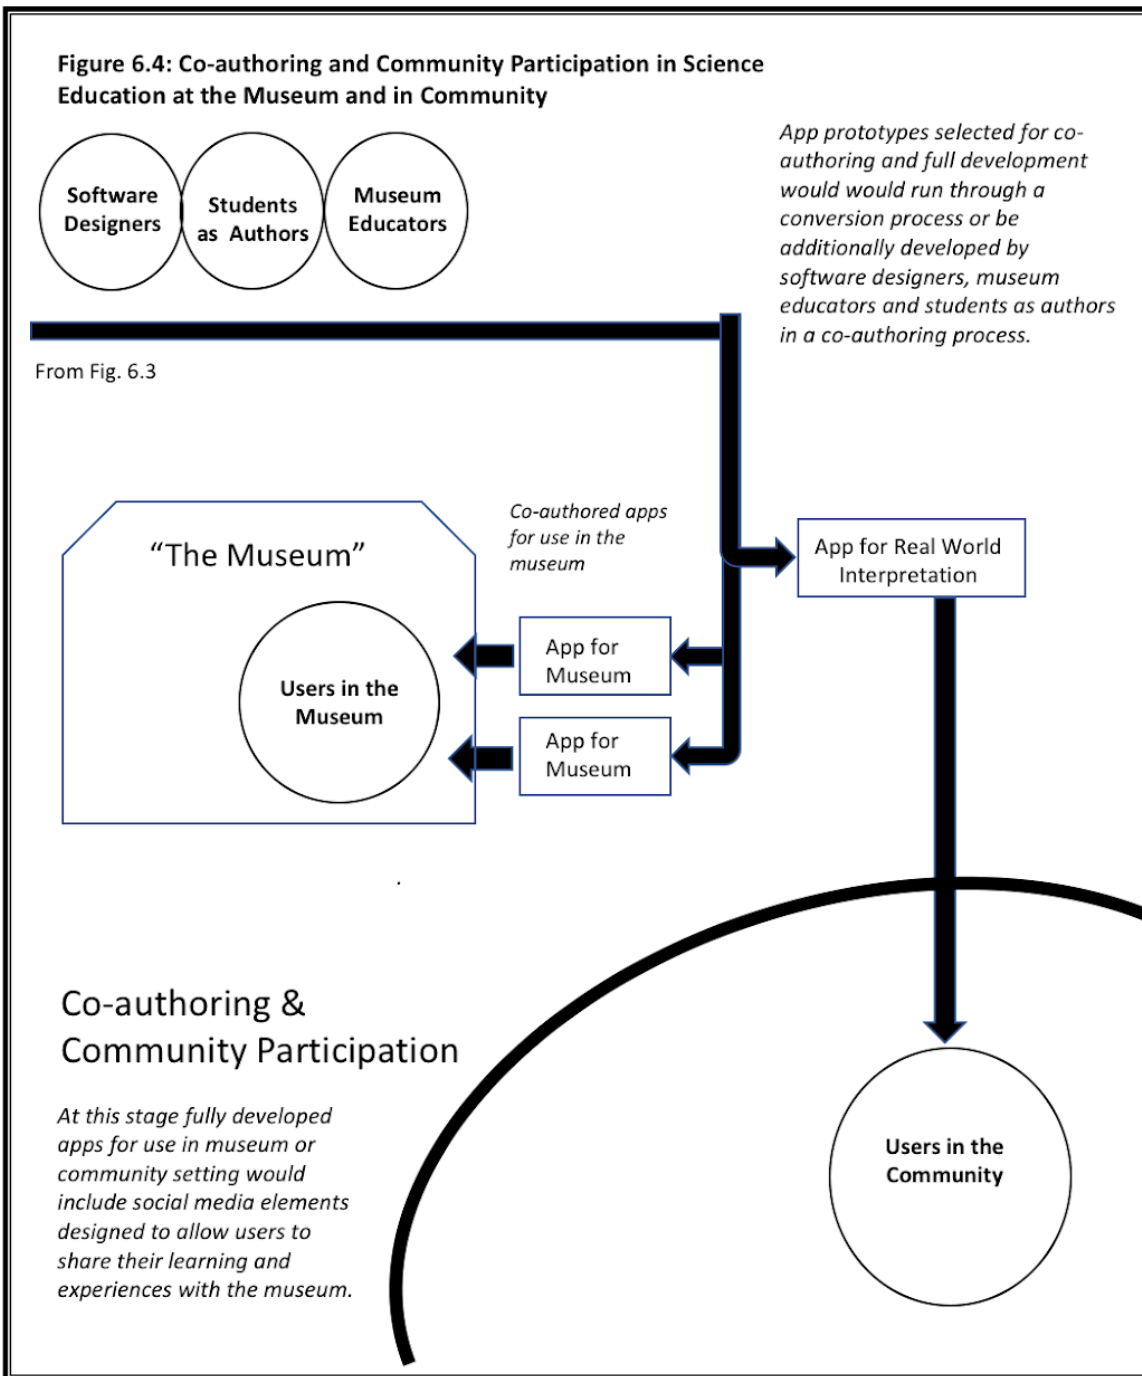 Figure 6.4: Co-authoring and Community Participation in Science
Education at the Museum and in Community
Software
Designers
Students
as Authors
Museum
Educators
App prototypes selected for co-
authoring and full development
would would run through a
conversion process or be
additionally developed by
software designers, museum
educators and students as authors
in a co-authoring process.
From Fig. 6.3
“The Museum”
Users in the
Museum
Co-authored apps
for use in the
museum
App for
Museum
App for
Museum
App for Real World
Interpretation
.
Co-authoring &
Community Participation
At this stage fully developed
apps for use in museum or
community setting would
include social media elements
designed to allow users to
share their learning and
experiences with the museum.
Users in the
Community